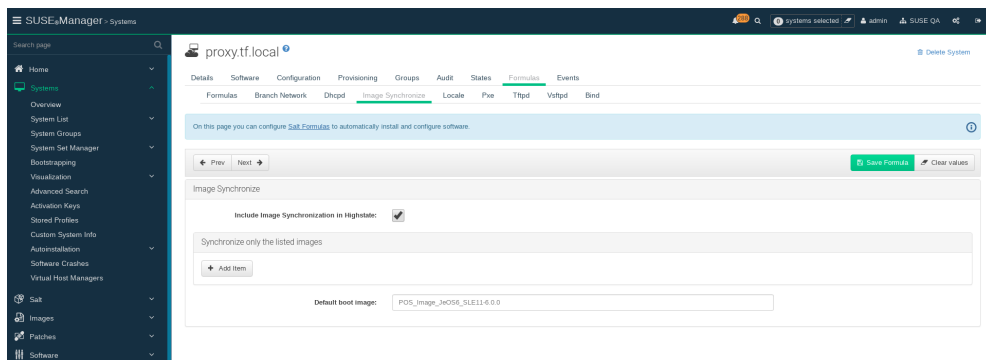 SUSE Manager > Systems
280
0 systems selected
admin
SUSE QA
Search page
Home
Systems
Overview
System List
System Groups
System Set Manager
Bootstrapping
Visualization
Advanced Search
Activation Keys
Stored Profiles
Custom System Info
Autoinstallation
Software Crashes
Virtual Host Managers
Salt
Images
Patches
Software
proxy.tf.local ?
Delete System
Details Software Configuration Provisioning Groups Audit States Formulas Events
Formulas Branch Network Dhcpd Image Synchronize Locale Pxe Tftpd Vsftpd Bind
On this page you can configure Salt Formulas to automatically install and configure software.
Prev Next
Save Formula Clear values
Image Synchronize
Include Image Synchronization in Highstate:
Synchronize only the listed images
+ Add Item
Default boot image: POS_Image_JeOS6_SLE11-6.0.0